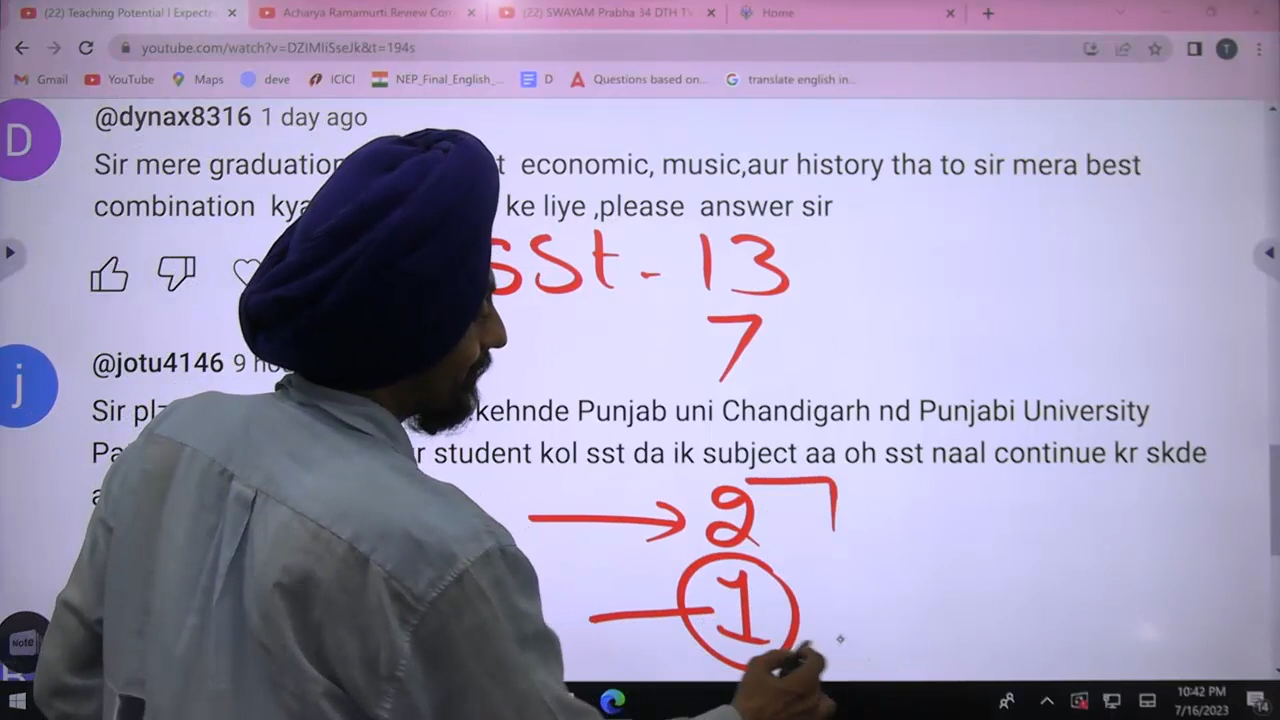 (22) Teaching Potential I Expecte
Acharya Ramamurti Review Com
(22) SWAYAM Prabha 34 DTH TV
Home
youtube.com/watch?v=DZIMIiSseJk&t=194s
T
Gmail
YouTube
Maps
deve
ICICI
NEP_Final_English_...
D
Questions based on...
translate english in...
D
@dynax8316 1 day ago
Sir mere graduation economic, music,aur history tha to sir mera best
combination ke liye ,please answer sir
SSt - 13
7
j
@jotu4146 9
Sir kehnde Punjab uni Chandigarh nd Punjabi University
student kol sst da ik subject aa oh sst naal continue kr skde
2
1
Note
10:42 PM
7/16/2023
14